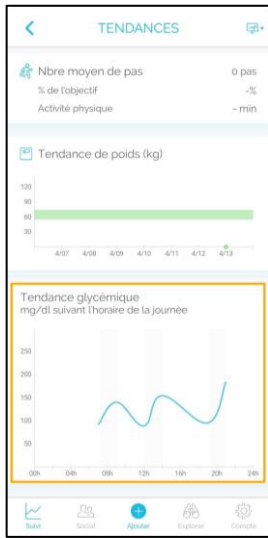 TENDANCES
Nbre moyen de pas 0 pas
% de l'objectif -%
Activité physique - min
Tendance de poids (kg)
120
90
60
30
4/07 4/08 4/09 4/10 4/11 4/12 4/13
Tendance glycémique
mg/dl suivant l'horaire de la journée
250
200
150
100
50
00h 04h 08h 12h 16h 20h 24h
Suivi Social Ajouter Explorer Compte